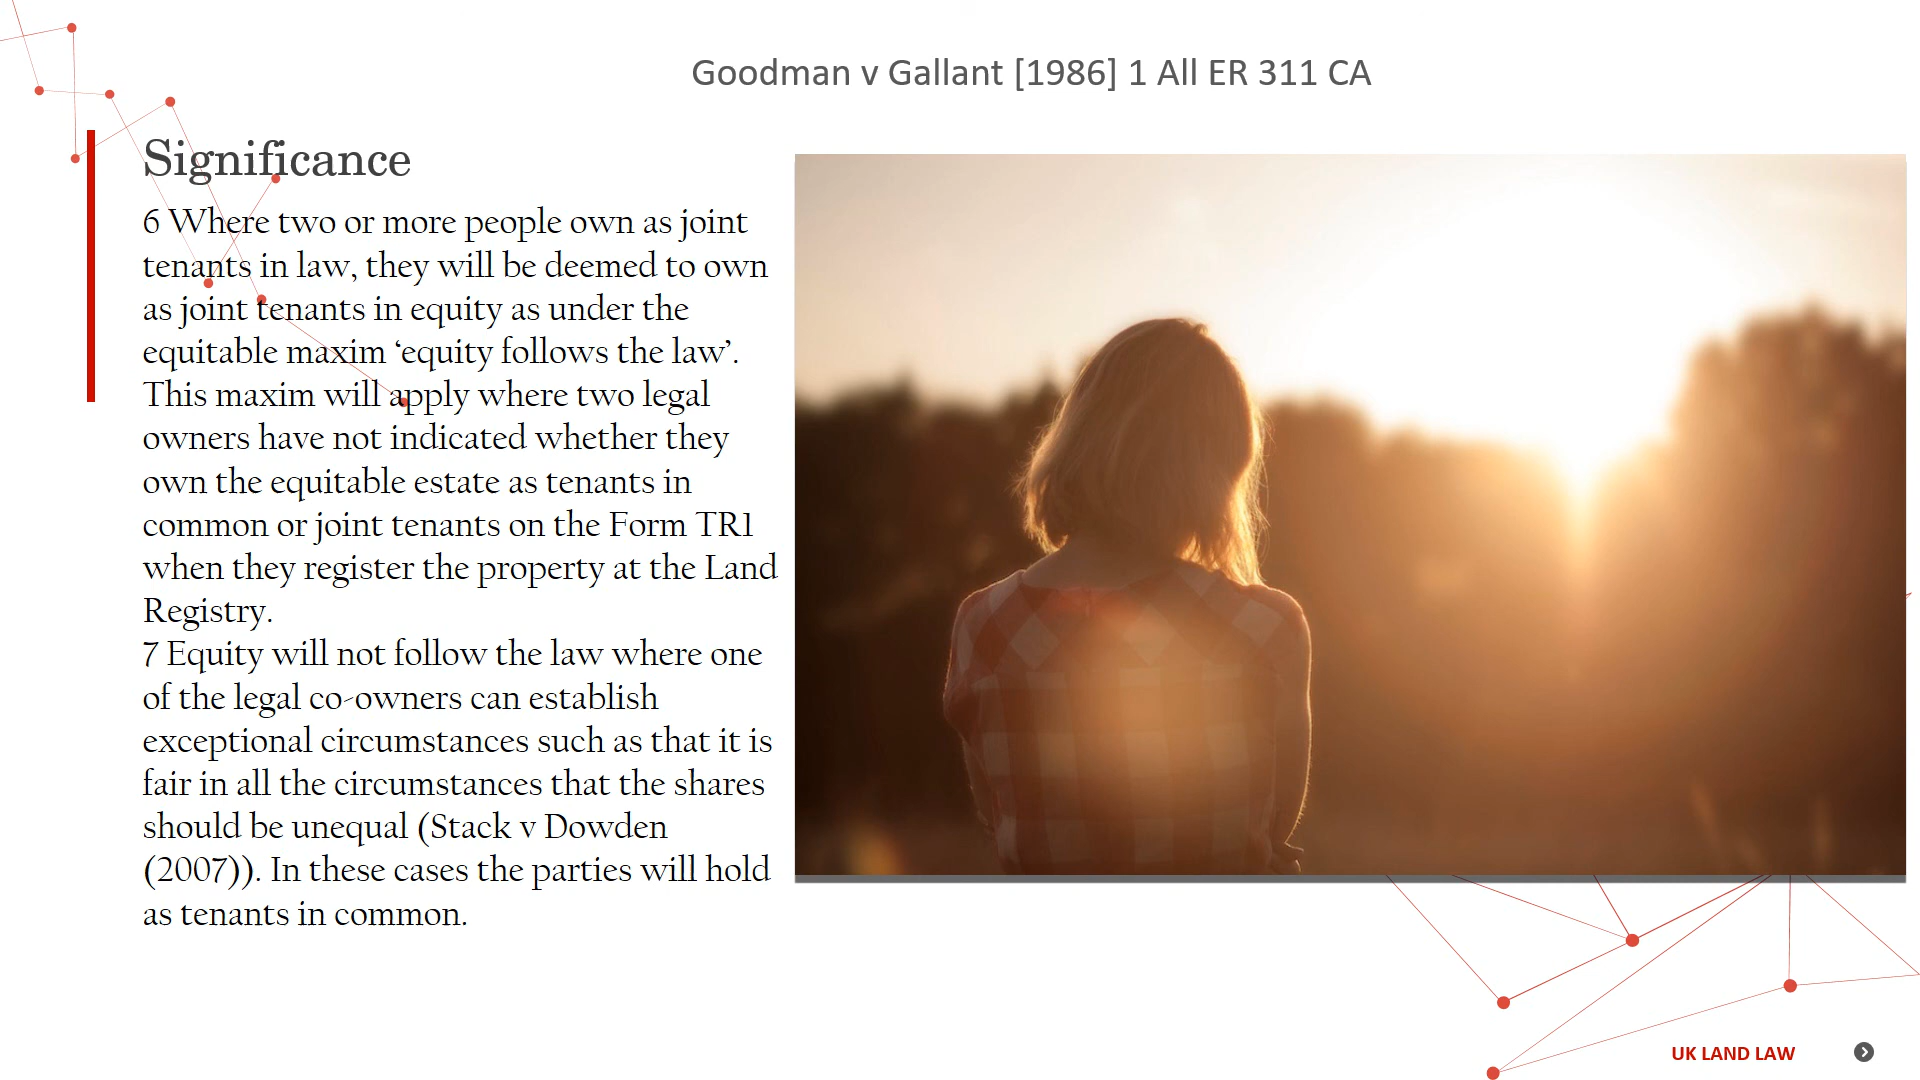 Goodman v Gallant [1986] 1 All ER 311 CA
Significance
6 Where two or more people own as joint
tenants in law, they will be deemed to own
as joint tenants in equity as under the
equitable maxim ‘equity follows the law’.
This maxim will apply where two legal
owners have not indicated whether they
own the equitable estate as tenants in
common or joint tenants on the Form TR1
when they register the property at the Land
Registry.
7 Equity will not follow the law where one
of the legal co-owners can establish
exceptional circumstances such as that it is
fair in all the circumstances that the shares
should be unequal (Stack v Dowden
(2007)). In these cases the parties will hold
as tenants in common.
UK LAND LAW